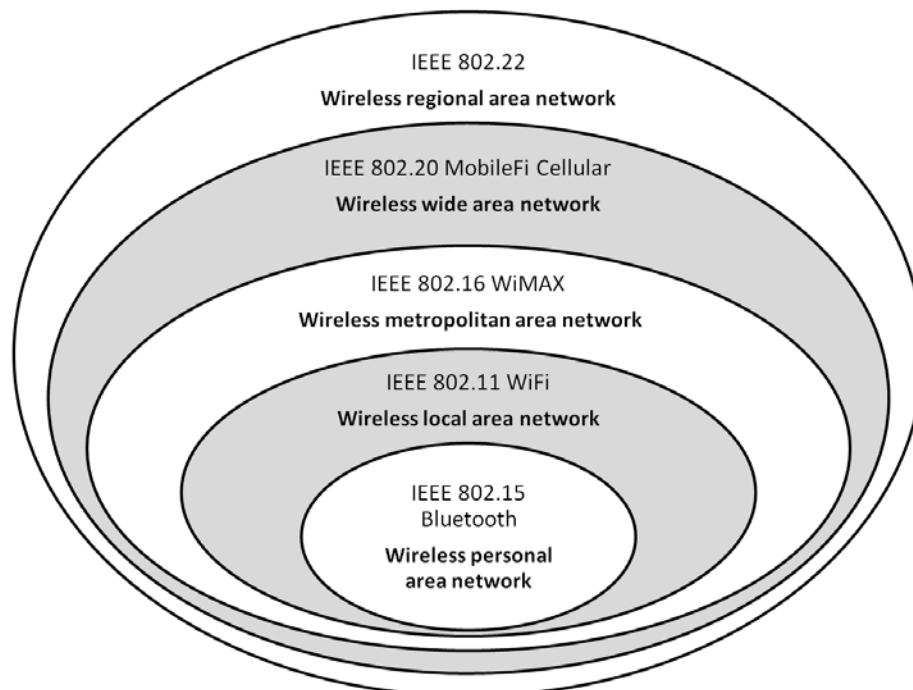 IEEE 802.22
Wireless regional area network
IEEE 802.20 MobileFi Cellular
Wireless wide area network
IEEE 802.16 WiMAX
Wireless metropolitan area network
IEEE 802.11 WiFi
Wireless local area network
IEEE 802.15
Bluetooth
Wireless personal
area network